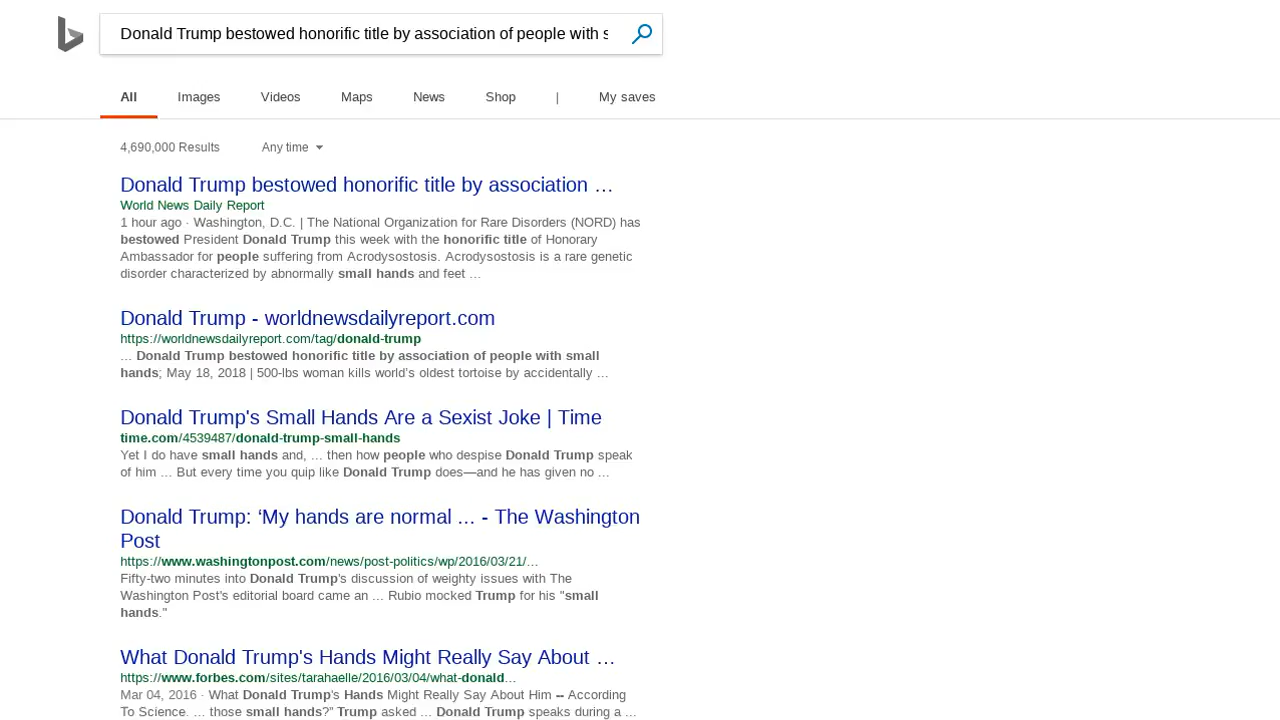 Donald Trump bestowed honorific title by association of people with s
All Images Videos Maps News Shop | My saves
4,690,000 Results Any time
Donald Trump bestowed honorific title by association …
World News Daily Report
1 hour ago · Washington, D.C. | The National Organization for Rare Disorders (NORD) has
bestowed President Donald Trump this week with the honorific title of Honorary
Ambassador for people suffering from Acrodysostosis. Acrodysostosis is a rare genetic
disorder characterized by abnormally small hands and feet ...
Donald Trump - worldnewsdailyreport.com
https://worldnewsdailyreport.com/tag/donald-trump
... Donald Trump bestowed honorific title by association of people with small
hands; May 18, 2018 | 500-lbs woman kills world’s oldest tortoise by accidentally ...
Donald Trump's Small Hands Are a Sexist Joke | Time
time.com/4539487/donald-trump-small-hands
Yet I do have small hands and, ... then how people who despise Donald Trump speak
of him ... But every time you quip like Donald Trump does—and he has given no ...
Donald Trump: ‘My hands are normal ... - The Washington
Post
https://www.washingtonpost.com/news/post-politics/wp/2016/03/21/...
Fifty-two minutes into Donald Trump's discussion of weighty issues with The
Washington Post's editorial board came an ... Rubio mocked Trump for his "small
hands."
What Donald Trump's Hands Might Really Say About …
https://www.forbes.com/sites/tarahaelle/2016/03/04/what-donald...
Mar 04, 2016 · What Donald Trump's Hands Might Really Say About Him -- According
To Science. ... those small hands?” Trump asked ... Donald Trump speaks during a ...